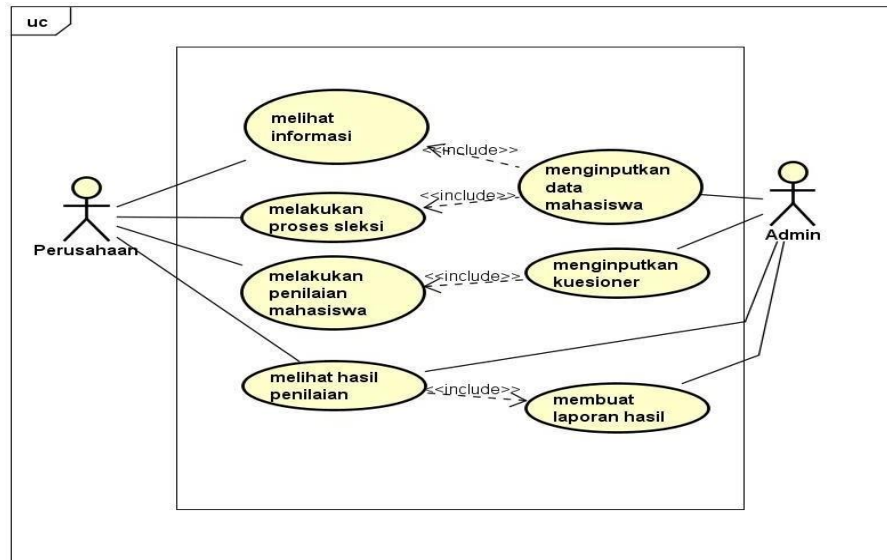 uc
melihat
informasi
<<include>>
menginputkan
data
mahasiswa
<<include>>
melakukan
proses sleksi
Perusahaan
Admin
melakukan
penilaian
mahasiswa
<<include>>
menginputkan
kuesioner
melihat hasil
penilaian
<<include>>
membuat
laporan hasil